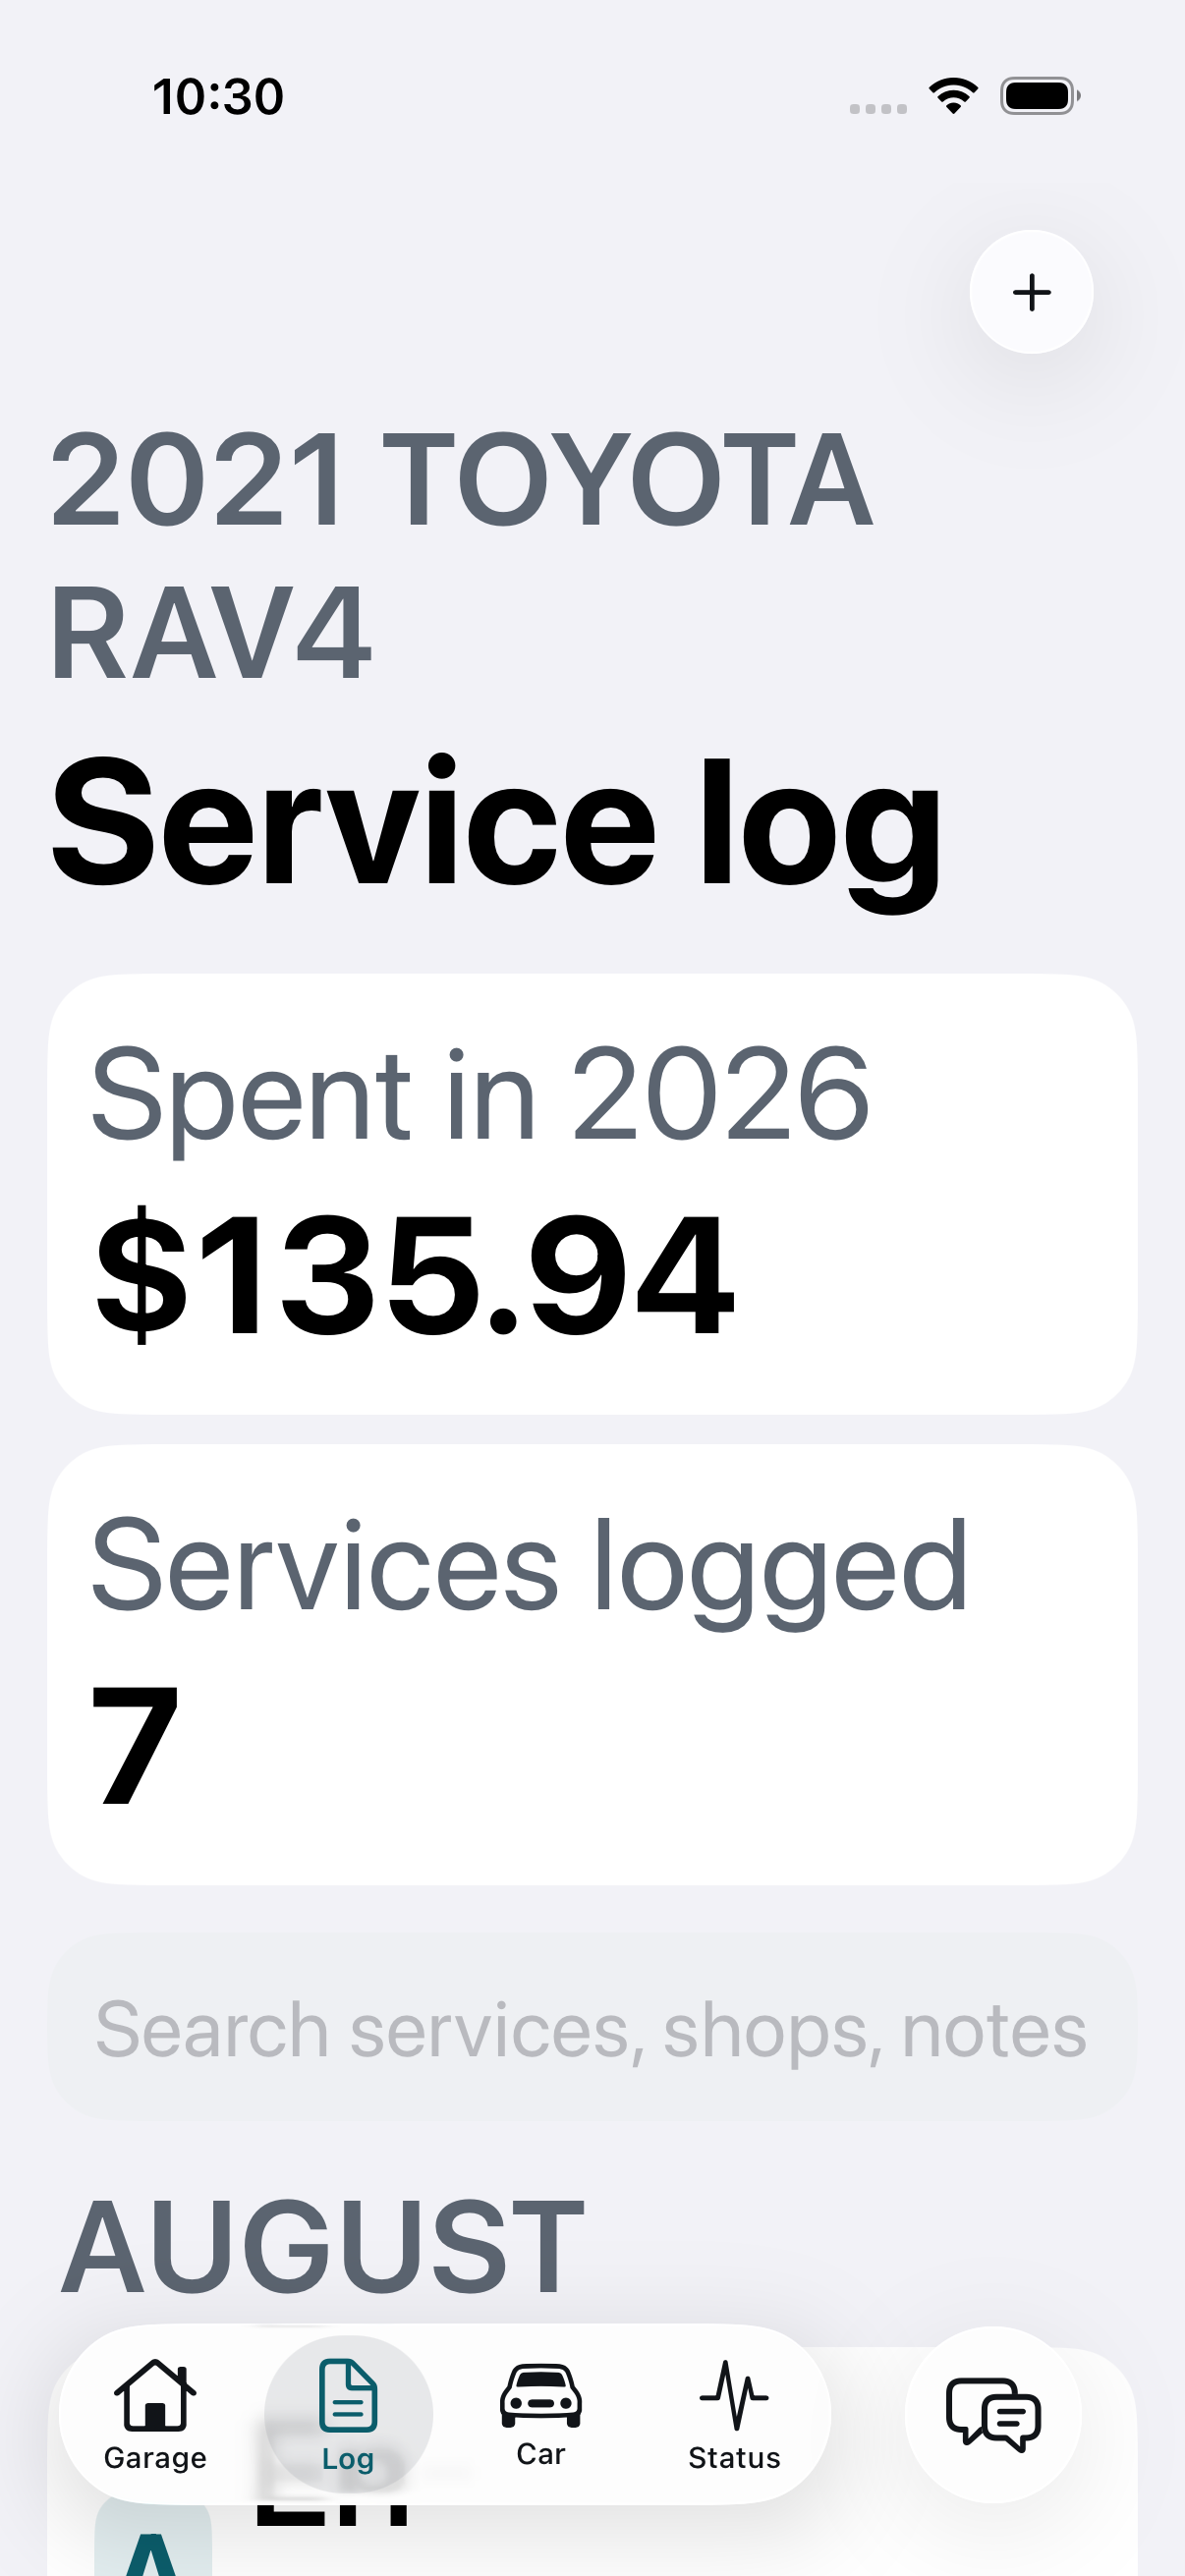 10:30
2021 TOYOTA
RAV4
Service log
Spent in 2026
$135.94
Services logged
7
Search services, shops, notes
AUGUST
Garage
Log
Car
Status